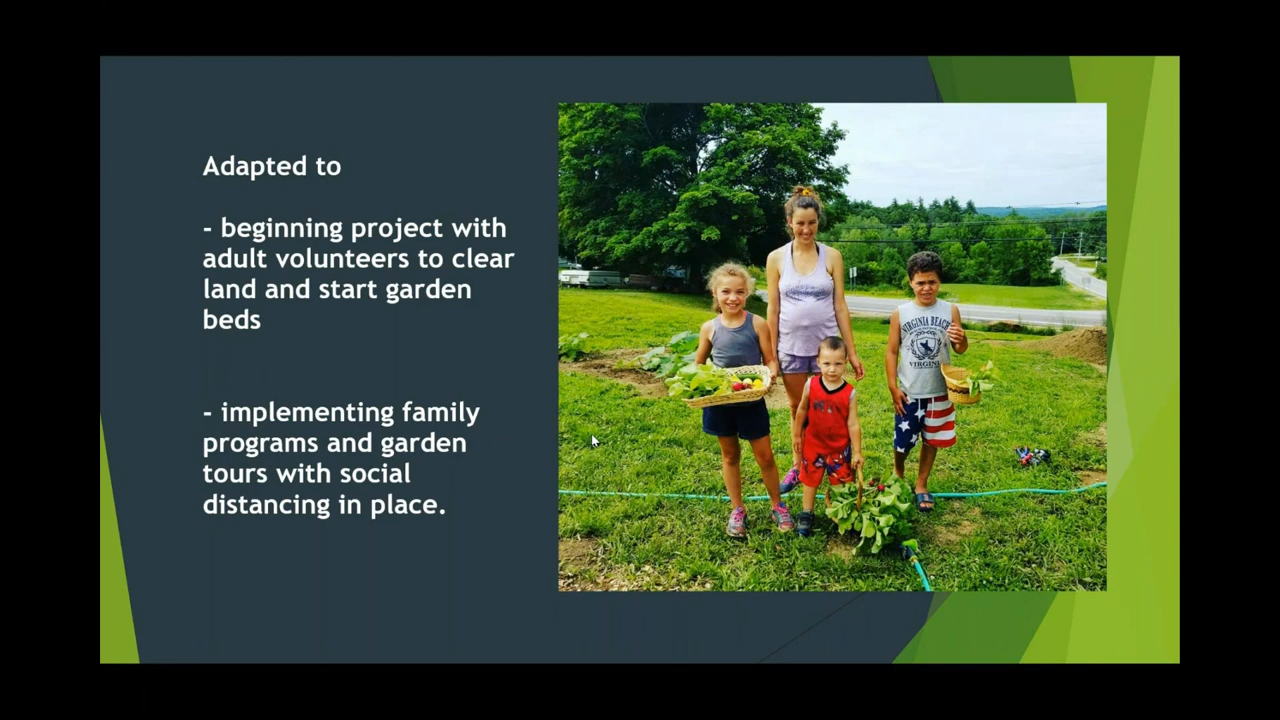 Adapted to
- beginning project with
adult volunteers to clear
land and start garden
beds
- implementing family
programs and garden
tours with social
distancing in place.
VIRGINIA BEACH
VIRGINIA